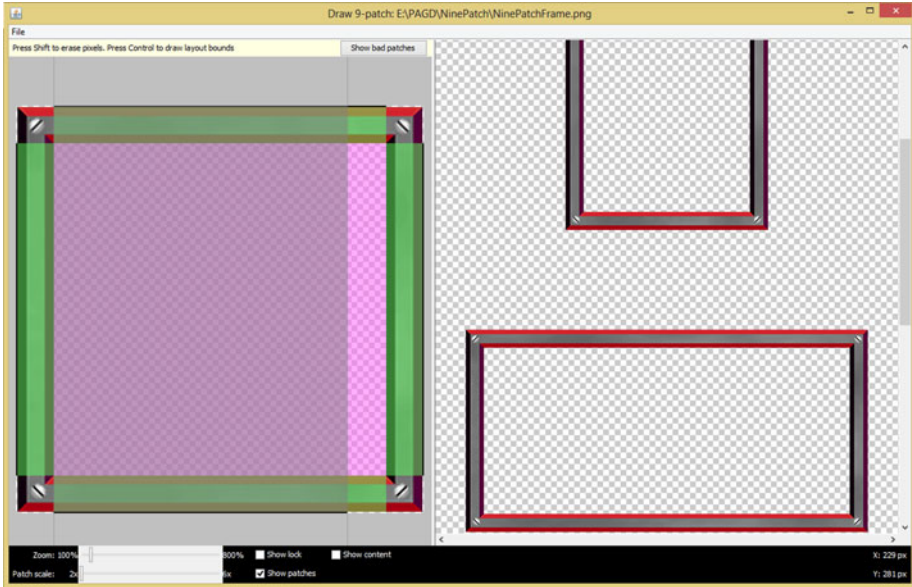 Draw 9-patch: E:\PAGD\NinePatch\NinePatchFrame.png
File
Press Shift to erase pixels. Press Control to draw layout bounds
Show bad patches
Zoom: 100% 800% Show lock Show content X: 229 px
Patch scale: 2x 6x Show patches Y: 281 px